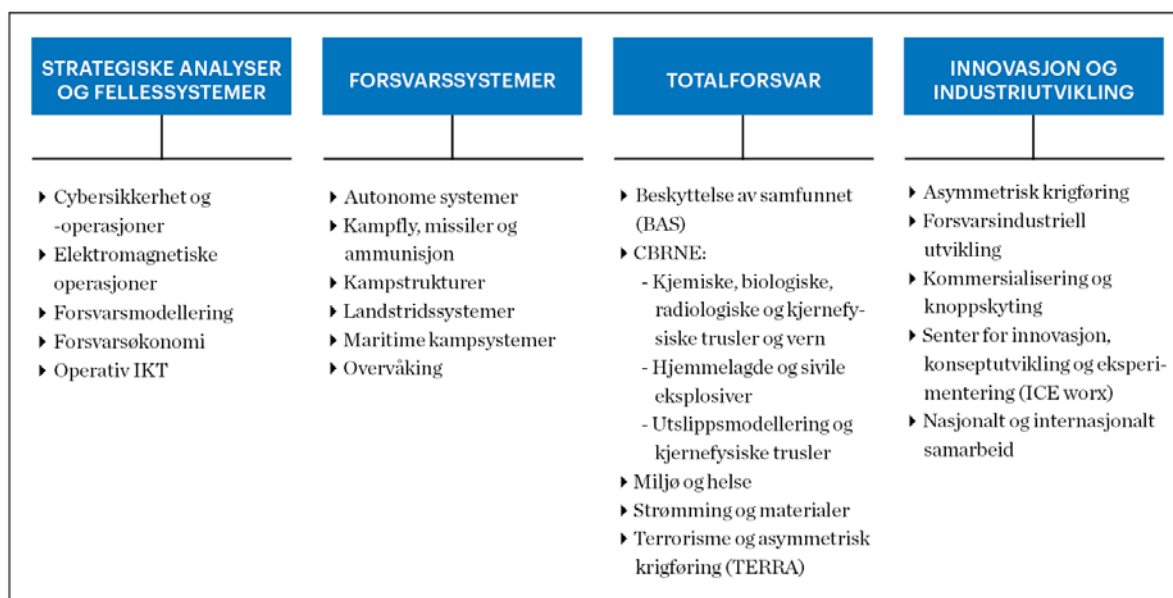 STRATEGISKE ANALYSER
OG FELLESSYSTEMER
‣ Cybersikkerhet og
-operasjoner
‣ Elektromagnetiske
operasjoner
‣ Forsvarsmodellering
‣ Forsvarsøkonomi
‣ Operativ IKT
FORSVARSSYSTEMER
‣ Autonome systemer
‣ Kampfly, missiler og
ammunisjon
‣ Kampstrukturer
‣ Landstridssystemer
‣ Maritime kampsystemer
‣ Overvåking
TOTALFORSVAR
‣ Beskyttelse av samfunnet
(BAS)
‣ CBRNE:
- Kjemiske, biologiske,
radiologiske og kjernefy-
siske trusler og vern
- Hjemmelagde og sivile
eksplosiver
- Utslippsmodellering og
kjernefysiske trusler
‣ Miljø og helse
‣ Strømming og materialer
‣ Terrorisme og asymmetrisk
krigføring (TERRA)
INNOVASJON OG
INDUSTRIUTVIKLING
‣ Asymmetrisk krigføring
‣ Forsvarsindustriell
utvikling
‣ Kommersialisering og
knoppskyting
‣ Senter for innovasjon,
konseptutvikling og eksperi-
mentering (ICE worx)
‣ Nasjonalt og internasjonalt
samarbeid